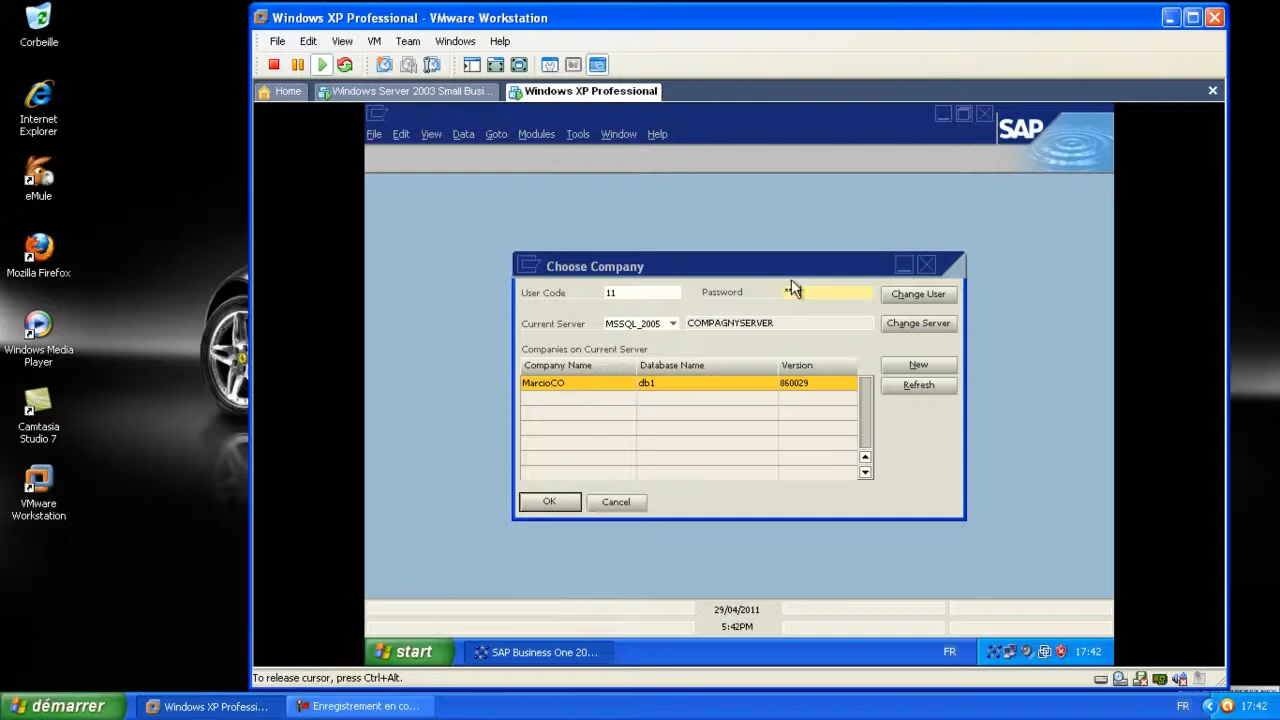 Corbeille
Internet
Explorer
eMule
Mozilla Firefox
Windows Media
Player
Camtasia
Studio 7
VMware
Workstation
Windows XP Professional - VMware Workstation
File Edit View VM Team Windows Help
Home Windows Server 2003 Small Busi... Windows XP Professional
File Edit View Data Goto Modules Tools Window Help
SAP
Choose Company
User Code 11 Password Change User
Current Server MSSQL_2005 COMPAGNYSERVER Change Server
Companies on Current Server
Company Name Database Name Version New
MarcioCO db1 860029 Refresh
OK Cancel
29/04/2011
5:42PM
start SAP Business One 20... FR 17:42
To release cursor, press Ctrl+Alt.
démarrer Windows XP Professi... Enregistrement en co... FR 17:42